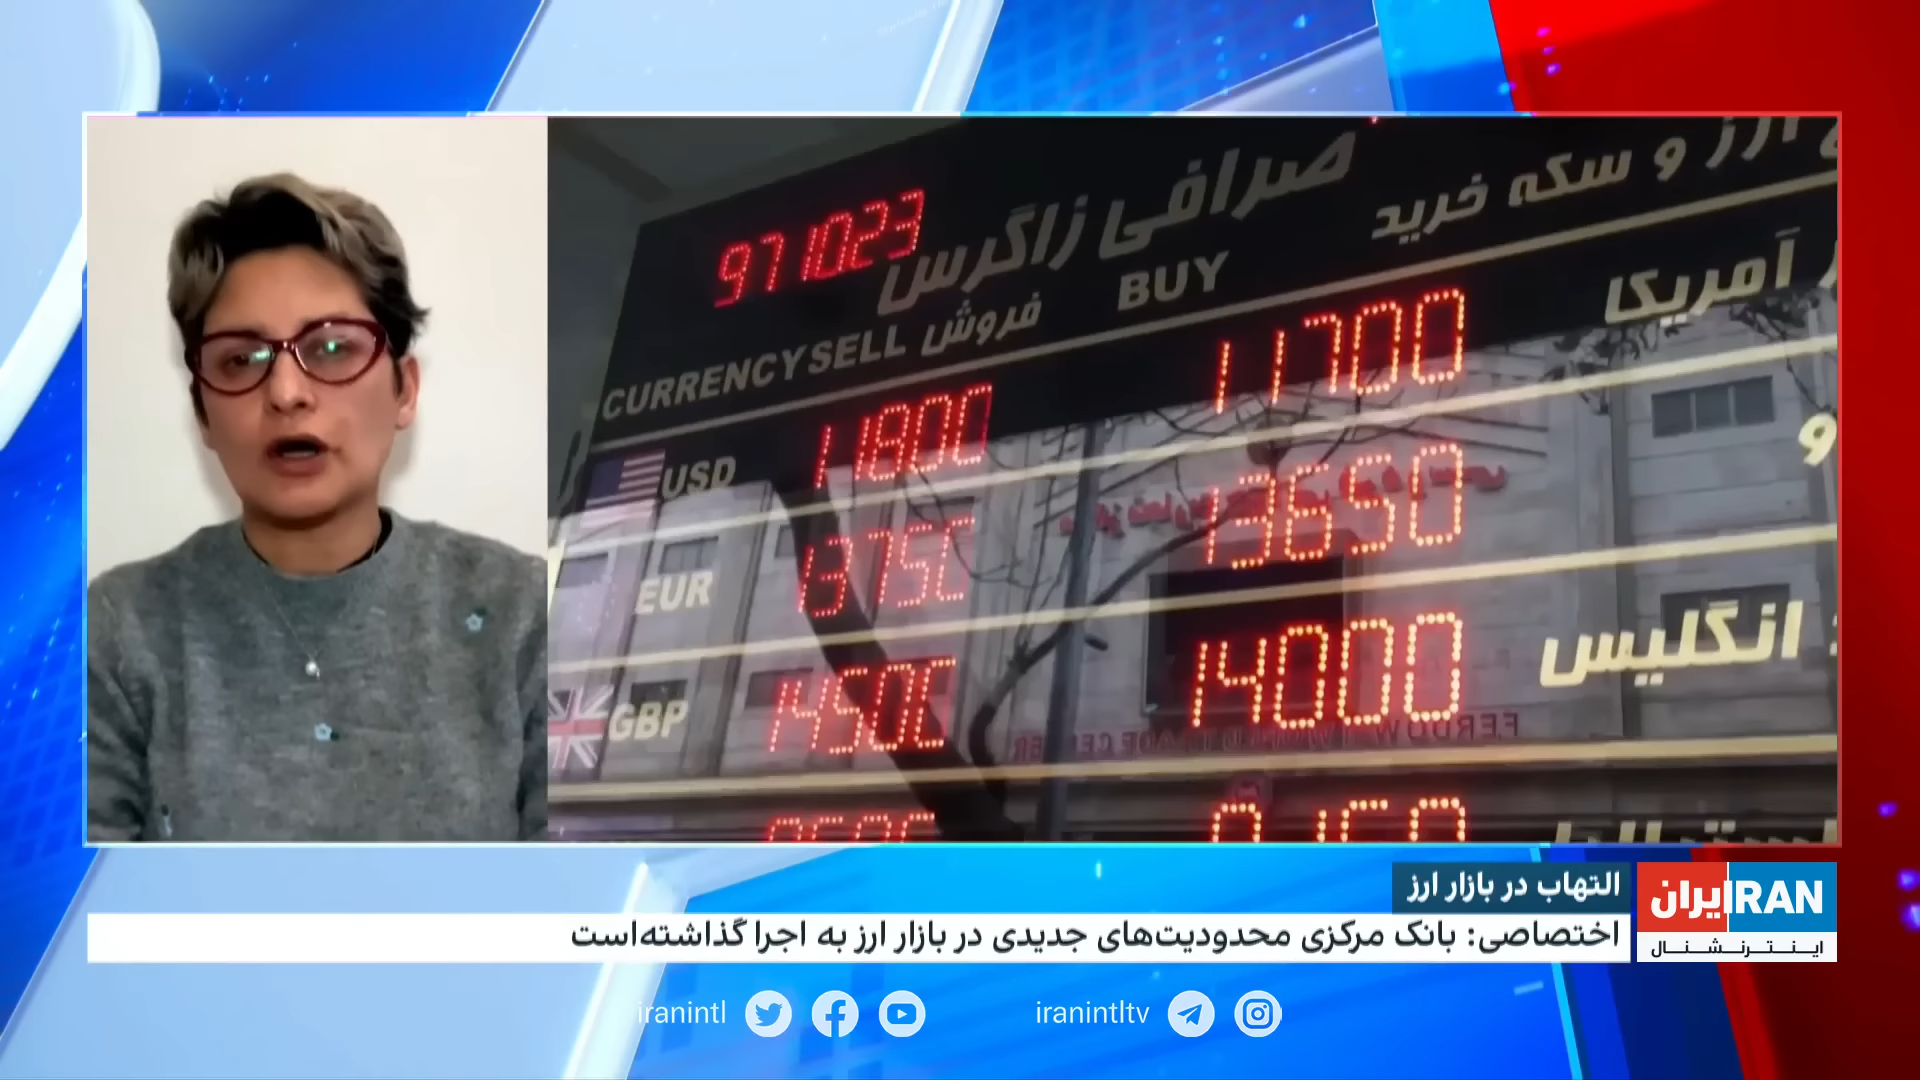 ارز و سکه خرید
صرافی زاگرس
971023
BUY
CURRENCY SELL فروش
آمریکا
USD 11800 11700
EUR 13750 13650
GBP 14500 14000
انگلیس
FERDOW
التهاب در بازار ارز
اختصاصی: بانک مرکزی محدودیت‌های جدیدی در بازار ارز به اجرا گذاشته‌است
ایران IRAN
اینترنشنال
iranintl
iranintltv